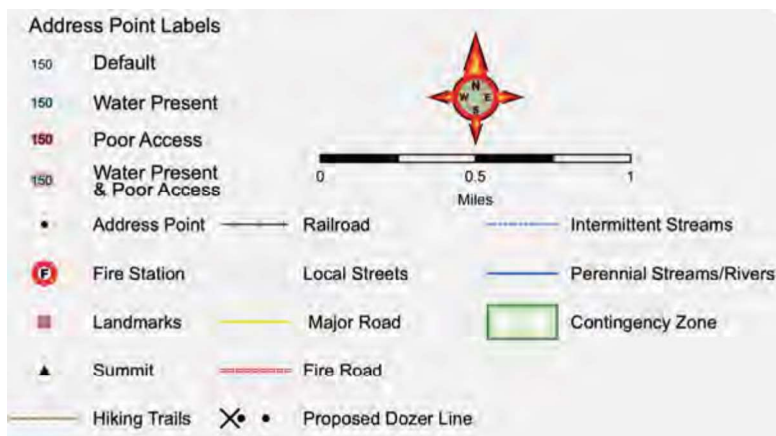 Address Point Labels
150 Default
150 Water Present
150 Poor Access
150 Water Present
& Poor Access
N
W E
S
0 0.5 1
Miles
Address Point Railroad Intermittent Streams
F Fire Station Local Streets Perennial Streams/Rivers
Landmarks Major Road Contingency Zone
Summit Fire Road
Hiking Trails Proposed Dozer Line